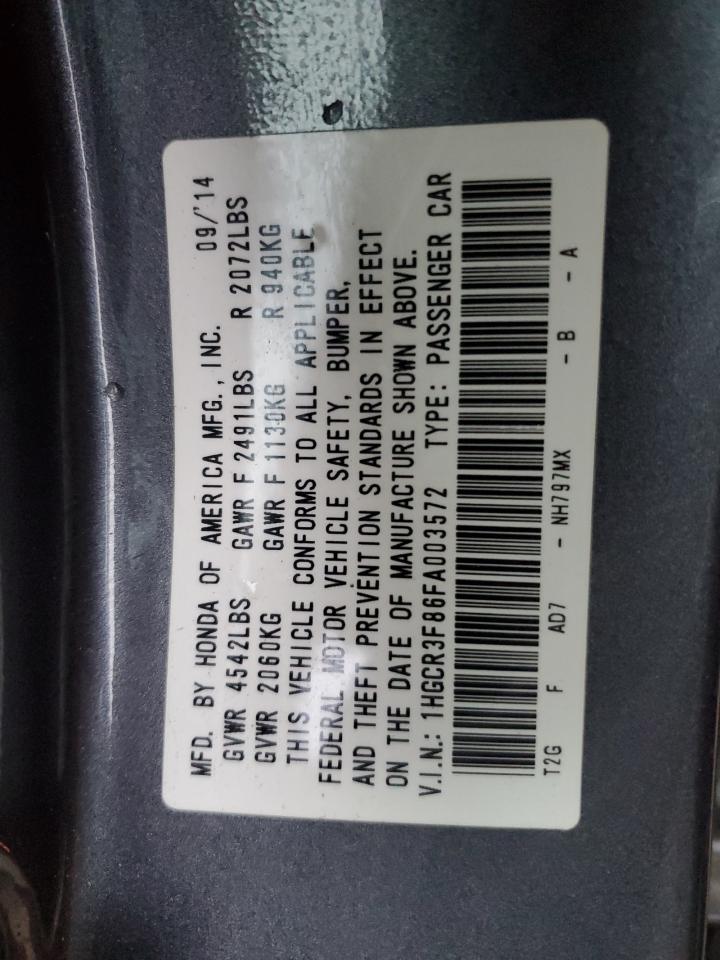 MFD. BY HONDA OF AMERICA MFG., INC. 09/'14
GVWR 4542LBS GAWR F 2491LBS R 2072LBS
GVWR 2060KG GAWR F 1130KG R 940KG
THIS VEHICLE CONFORMS TO ALL APPLICABLE
FEDERAL MOTOR VEHICLE SAFETY, BUMPER,
AND THEFT PREVENTION STANDARDS IN EFFECT
ON THE DATE OF MANUFACTURE SHOWN ABOVE.
V.I.N.: 1HGCR3F86FA003572 TYPE: PASSENGER CAR
T2G F AD7 - NH797MX - B - A